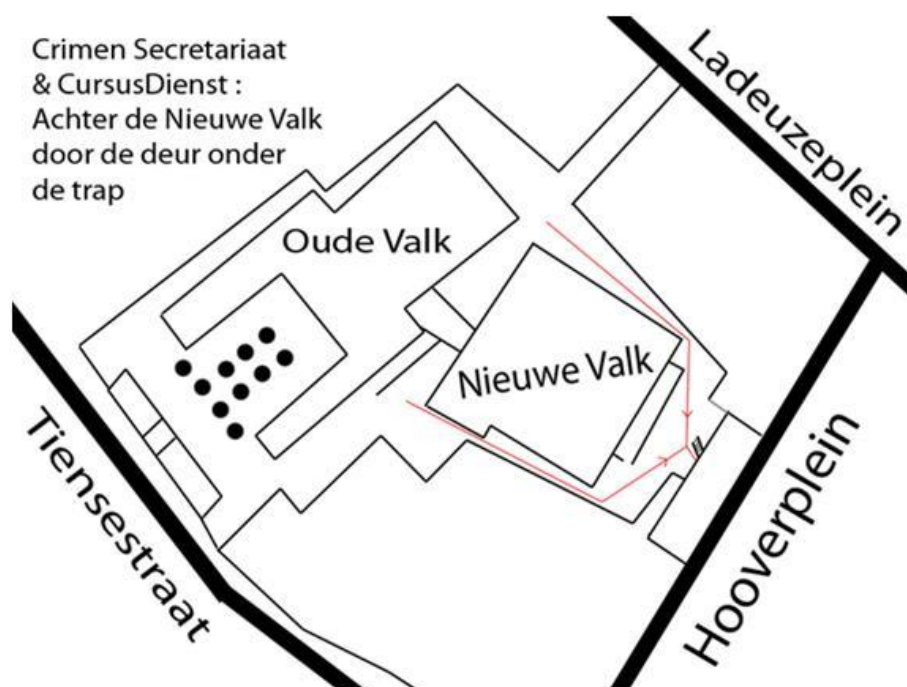 Crimen Secretariaat
& CursusDienst :
Achter de Nieuwe Valk
door de deur onder
de trap
Ladeuzeplein
Oude Valk
Nieuwe Valk
Tiensestraat
Hooverplein